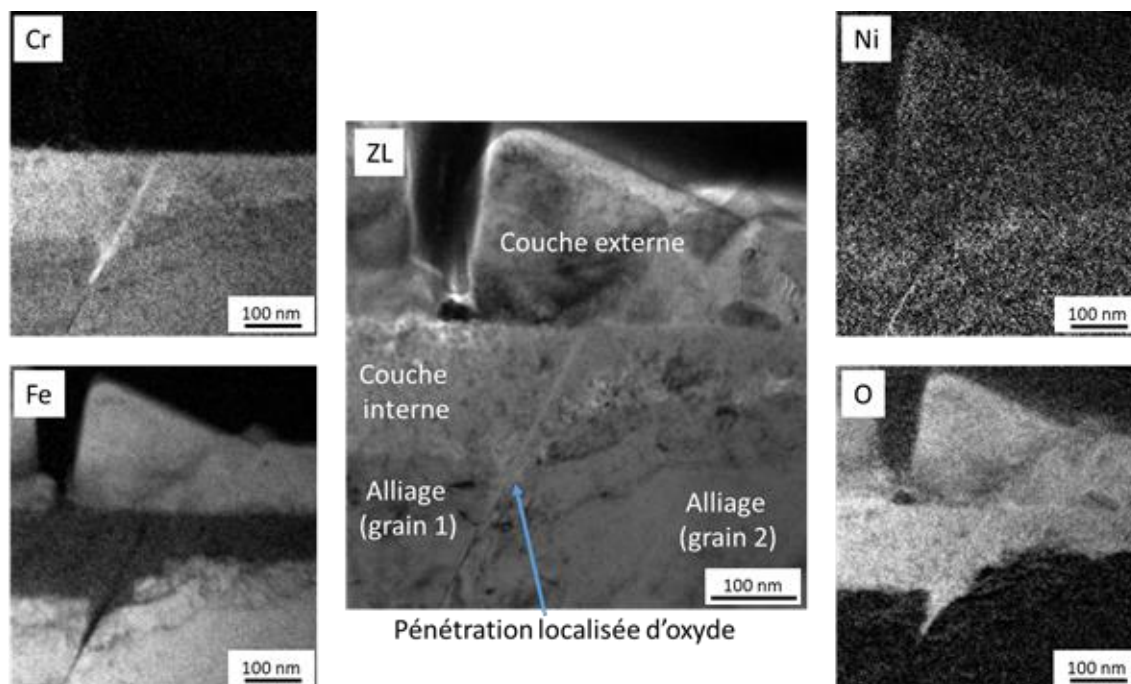 Cr
100 nm
Fe
100 nm
ZL
Couche externe
Couche
interne
Alliage
(grain 1)
Alliage
(grain 2)
100 nm
Pénétration localisée d'oxyde
Ni
100 nm
O
100 nm